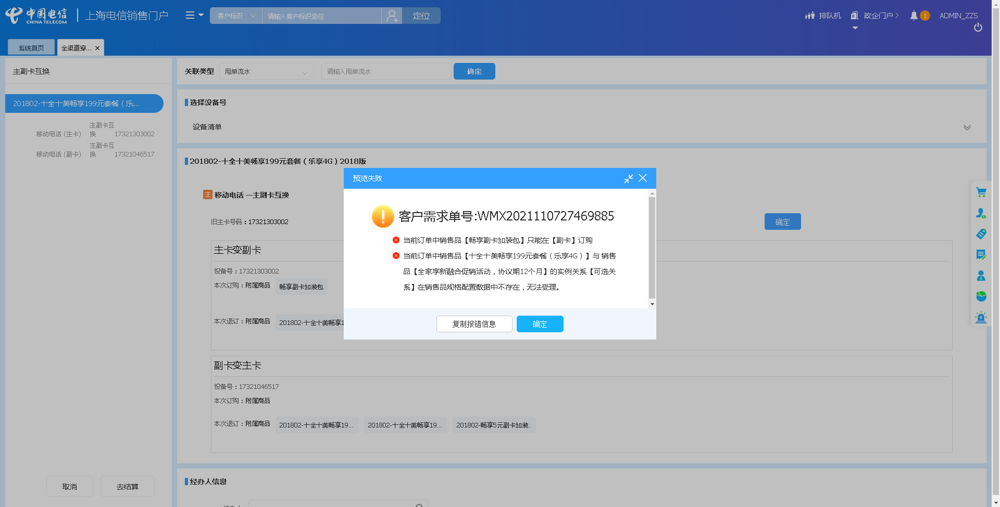 中国电信
CHINA TELECOM
上海电信销售门户
客户标识
请输入客户标识定位
定位
排队机
政企门户
1
ADMIN_ZZS
系统首页
全渠道穿...
主副卡互换
关联类型
甩单流水
请输入甩单流水
确定
201802-十全十美畅享199元套餐（乐...
移动电话 (主卡)
主副卡互换
17321303002
移动电话 (副卡)
主副卡互换
17321046517
选择设备号
设备清单
201802-十全十美畅享199元套餐（乐享4G）2018版
主 移动电话 —主副卡互换
旧主卡号码：17321303002
确定
主卡变副卡
设备号：17321303002
本次订购：附属商品
畅享副卡加装包
本次退订：附属商品
201802-十全十美畅享1
预览失败
客户需求单号:WMX2021110727469885
当前订单中销售品【畅享副卡加装包】只能在【副卡】订购
当前订单中销售品【十全十美畅享199元套餐（乐享4G）】与 销售
品【全家享新融合促销活动，协议期12个月】的实例关系【可选关
系】在销售品规格配置数据中不存在，无法受理。
复制报错信息
确定
副卡变主卡
设备号：17321046517
本次订购：附属商品
本次退订：附属商品
201802-十全十美畅享19...
201802-十全十美畅享19...
201802-畅享5元副卡加装..
取消
去结算
经办人信息